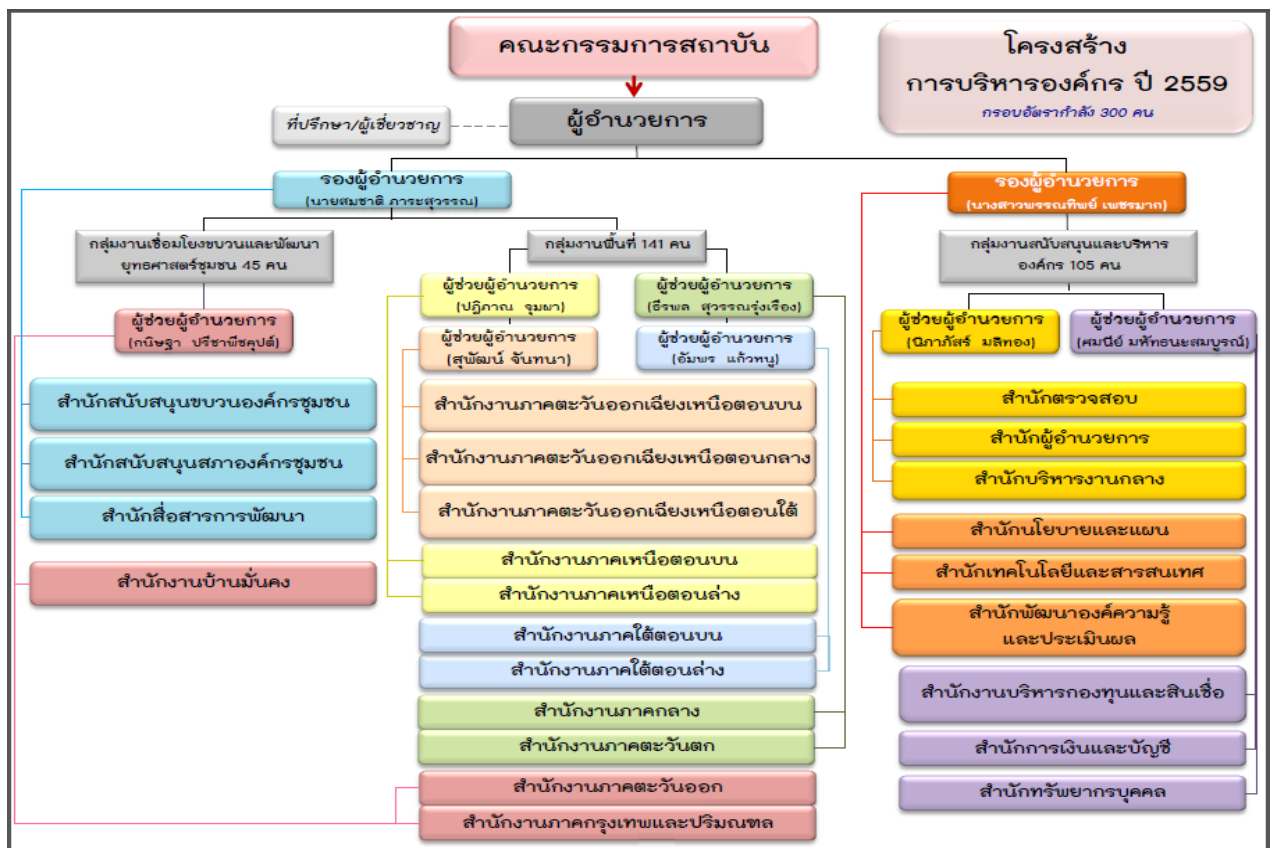 คณะกรรมการสถาบัน
โครงสร้าง
การบริหารองค์กร ปี 2559
กรอบอัตรากำลัง 300 คน
ผู้อำนวยการ
ที่ปรึกษา/ผู้เชี่ยวชาญ
รองผู้อำนวยการ
(นายสมชาติ ภาระสุวรรณ)
รองผู้อำนวยการ
(นางสาวพรรณทิพย์ เพชรมาก)
กลุ่มงานเชื่อมโยงขบวนและพัฒนา
ยุทธศาสตร์ชุมชน 45 คน
กลุ่มงานพื้นที่ 141 คน
กลุ่มงานสนับสนุนและบริหาร
องค์กร 105 คน
ผู้ช่วยผู้อำนวยการ
(กนิษฐา ปรีชาพีชคุปต์)
ผู้ช่วยผู้อำนวยการ
(ปฏิภาณ จุมผา)
ผู้ช่วยผู้อำนวยการ
(ธีรพล สุวรรณรุ่งเรือง)
ผู้ช่วยผู้อำนวยการ
(สุพัฒน์ จันทนา)
ผู้ช่วยผู้อำนวยการ
(อัมพร แก้วหนู)
ผู้ช่วยผู้อำนวยการ
(นิภาภัสร์ มลิทอง)
ผู้ช่วยผู้อำนวยการ
(คมนีย์ มหัทธนะสมบูรณ์)
สำนักสนับสนุนขบวนองค์กรชุมชน
สำนักสนับสนุนสภาองค์กรชุมชน
สำนักสื่อสารการพัฒนา
สำนักงานบ้านมั่นคง
สำนักงานภาคตะวันออกเฉียงเหนือตอนบน
สำนักงานภาคตะวันออกเฉียงเหนือตอนกลาง
สำนักงานภาคตะวันออกเฉียงเหนือตอนใต้
สำนักงานภาคเหนือตอนบน
สำนักงานภาคเหนือตอนล่าง
สำนักงานภาคใต้ตอนบน
สำนักงานภาคใต้ตอนล่าง
สำนักงานภาคกลาง
สำนักงานภาคตะวันตก
สำนักงานภาคตะวันออก
สำนักงานภาคกรุงเทพและปริมณฑล
สำนักตรวจสอบ
สำนักผู้อำนวยการ
สำนักบริหารงานกลาง
สำนักนโยบายและแผน
สำนักเทคโนโลยีและสารสนเทศ
สำนักพัฒนาองค์ความรู้
และประเมินผล
สำนักงานบริหารกองทุนและสินเชื่อ
สำนักการเงินและบัญชี
สำนักทรัพยากรบุคคล